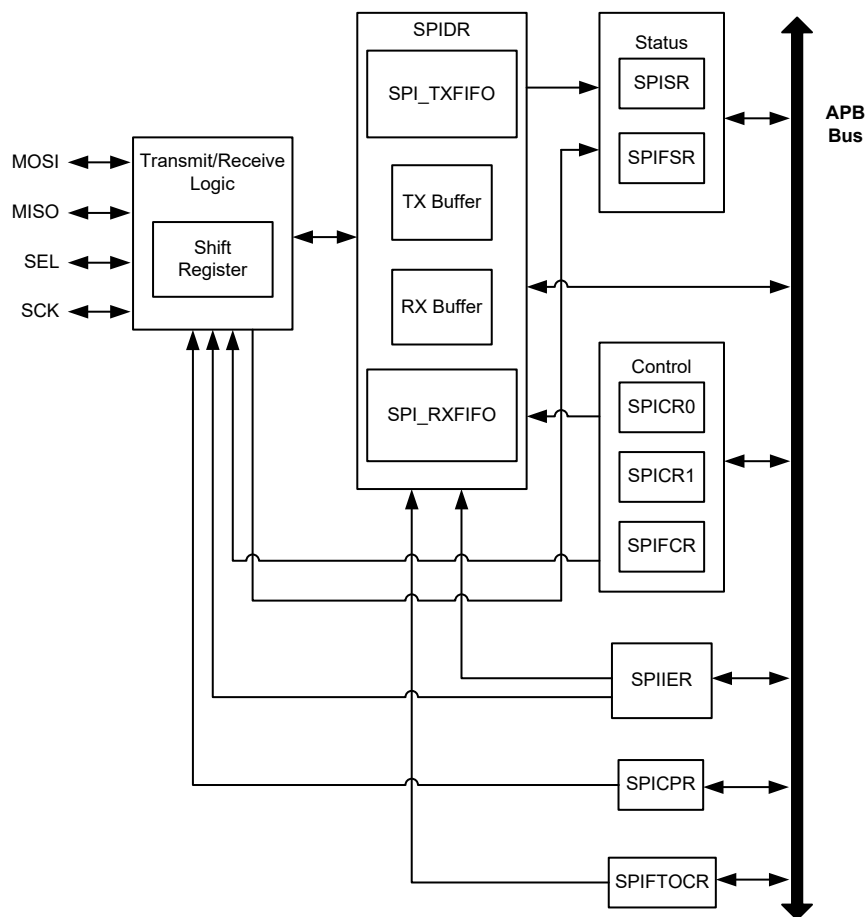 SPIDR
SPI_TXFIFO
TX Buffer
RX Buffer
SPI_RXFIFO
Status
SPISR
SPIFSR
APB
Bus
MOSI
MISO
SEL
SCK
Transmit/Receive
Logic
Shift
Register
Control
SPICR0
SPICR1
SPIFCR
SPIIER
SPICPR
SPIFTOCR